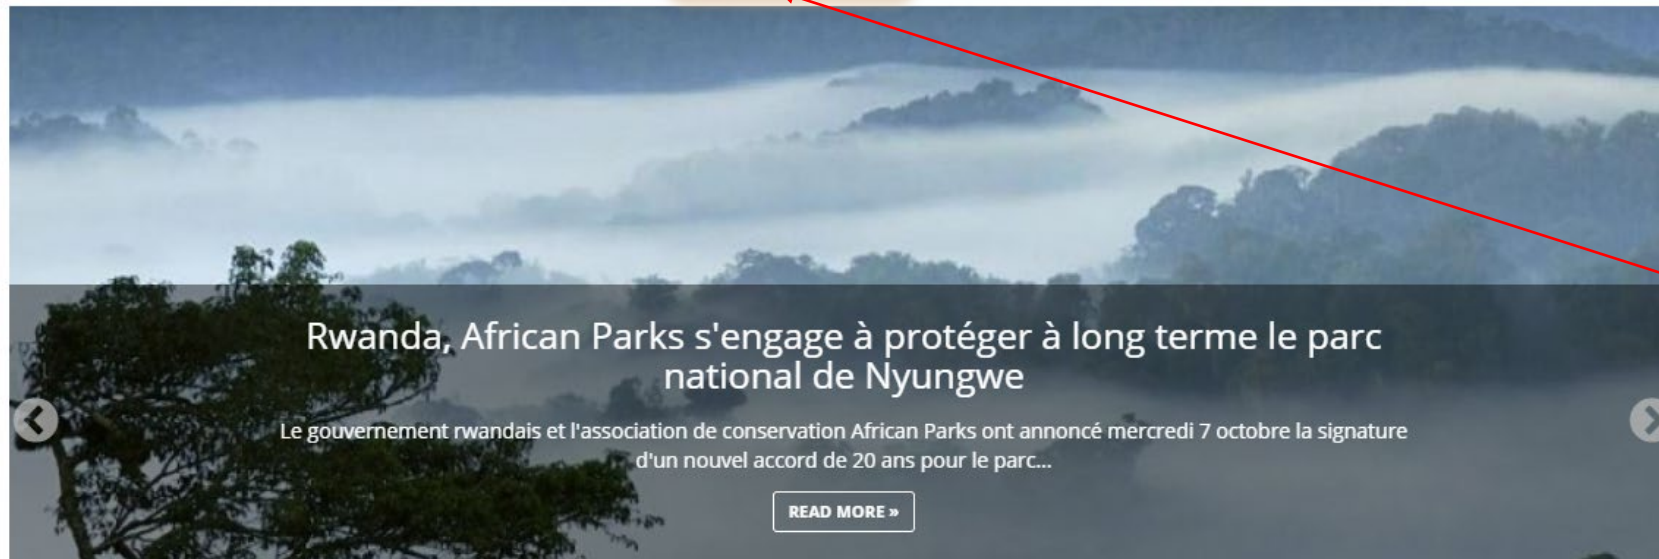 Rwanda, African Parks s'engage à protéger à long terme le parc
national de Nyungwe
Le gouvernement rwandais et l'association de conservation African Parks ont annoncé mercredi 7 octobre la signature
d'un nouvel accord de 20 ans pour le parc...
READ MORE »